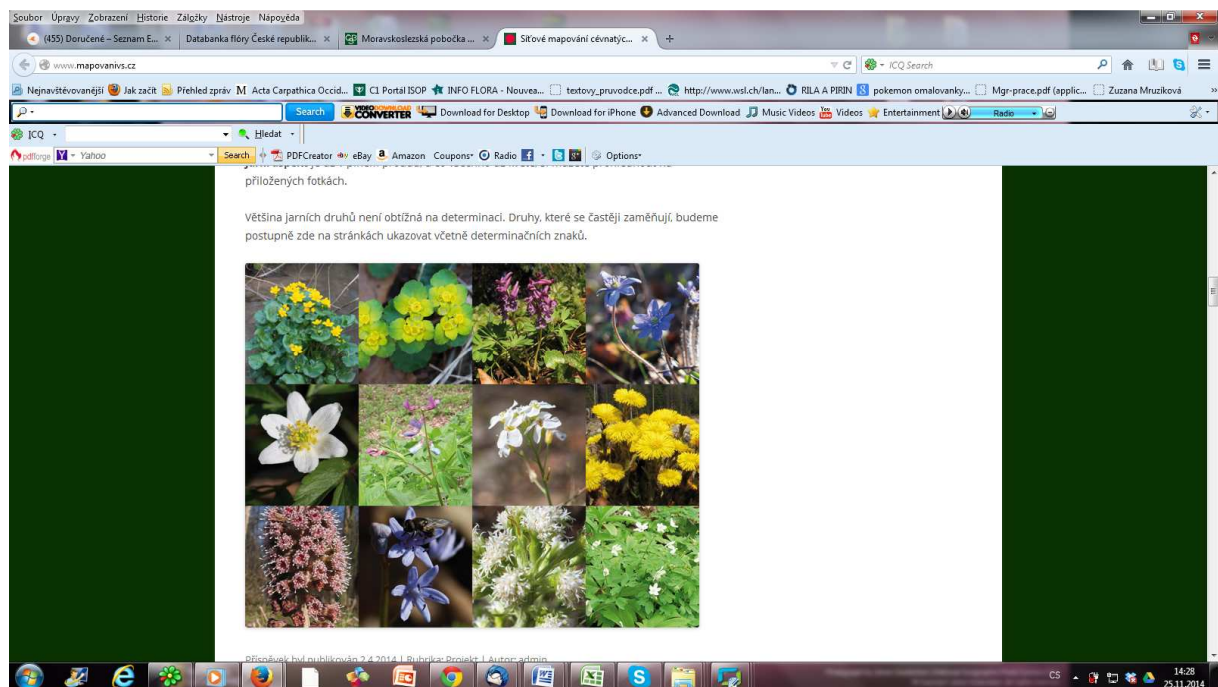 Soubor Úpravy Zobrazení Historie Záložky Nástroje Nápověda
(455) Doručené – Seznam E... × Databanka flóry České republik... × Moravskoslezská pobočka ... × Síťové mapování cévnatýc... × +
www.mapovanivs.cz ICQ Search
Nejnavštěvovanější Jak začít Přehled zpráv Acta Carpathica Occid... C1 Portál ISOP INFO FLORA - Nouvea... textovy_pruvodce.pdf ... http://www.wsl.ch/lan... RILA A PIRIN pokemon omalovanky... Mgr-prace.pdf (applic... Zuzana Mruzíková »
Search VIDEO DOWNLOAD CONVERTER Download for Desktop Download for iPhone Advanced Download Music Videos You Tube Videos Entertainment Radio
ICQ Hledat
pdfforge Y! Yahoo Search PDFCreator eBay Amazon Coupons Radio Options
přiložených fotkách.
Většina jarních druhů není obtížná na determinaci. Druhy, které se častěji zaměňují, budeme
postupně zde na stránkách ukazovat včetně determinačních znaků.
Příspěvek byl publikován 2.4.2014 | Rubrika: Projekt | Autor: admin
CS 14:28
25.11.2014